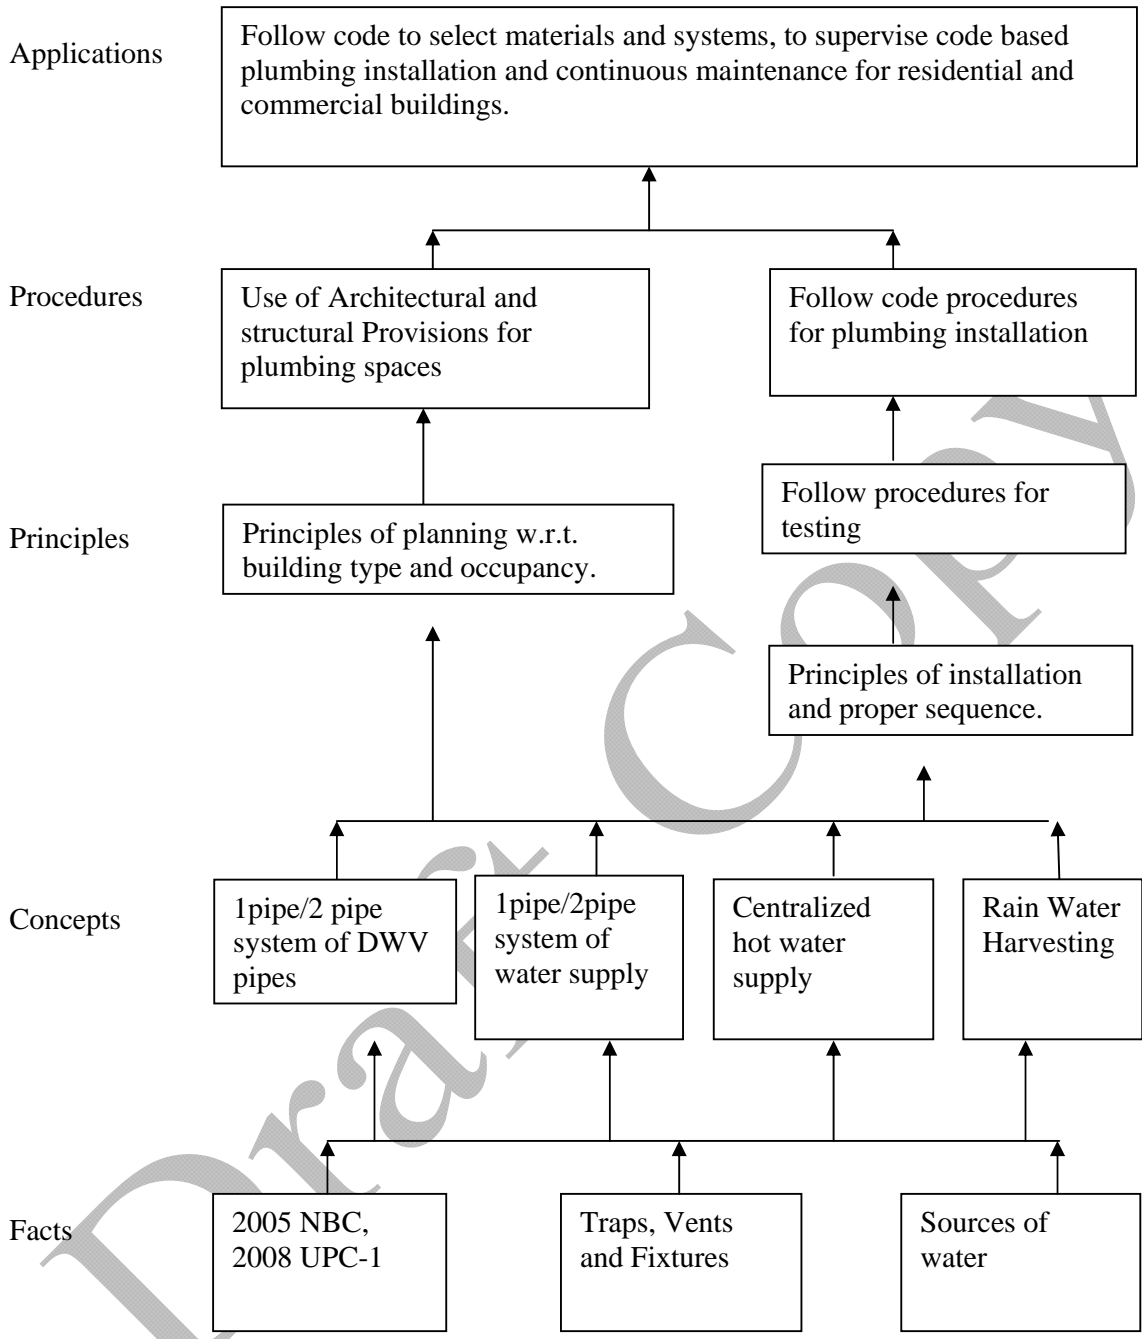 Applications
Follow code to select materials and systems, to supervise code based
plumbing installation and continuous maintenance for residential and
commercial buildings.
Procedures
Use of Architectural and
structural Provisions for
plumbing spaces
Follow code procedures
for plumbing installation
Follow procedures for
testing
Principles
Principles of planning w.r.t.
building type and occupancy.
Principles of installation
and proper sequence.
Concepts
1pipe/2 pipe
system of DWV
pipes
1pipe/2pipe
system of
water supply
Centralized
hot water
supply
Rain Water
Harvesting
Facts
2005 NBC,
2008 UPC-1
Traps, Vents
and Fixtures
Sources of
water
Draft Copy